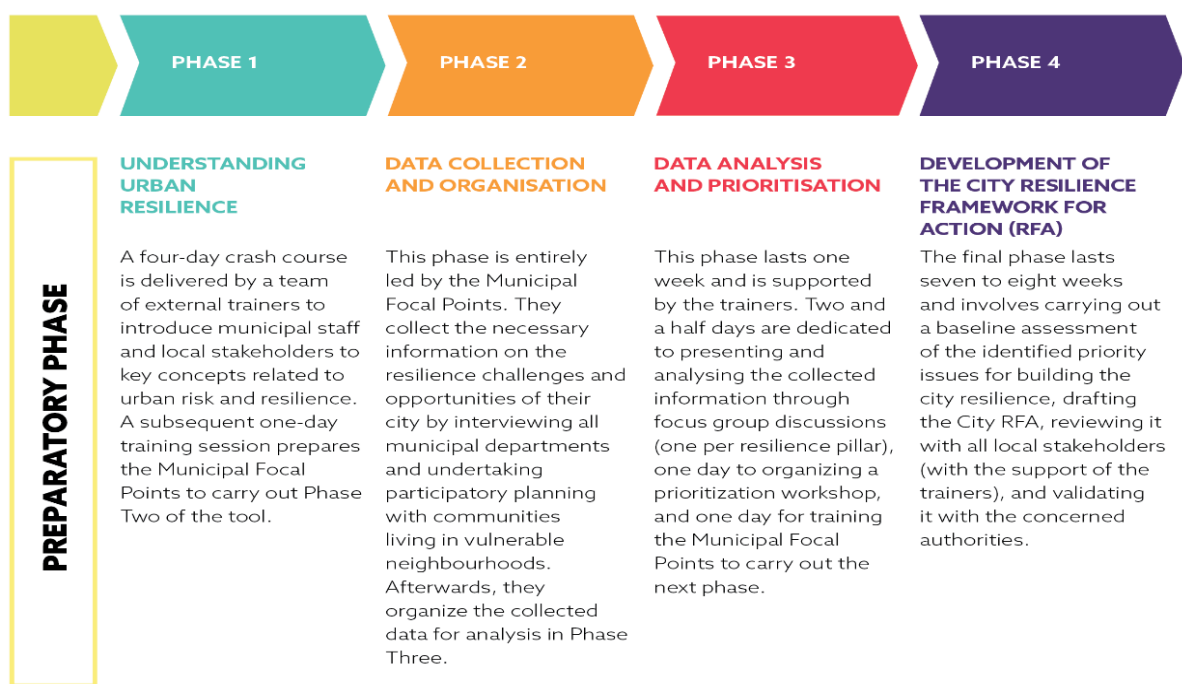 PHASE 1
PHASE 2
PHASE 3
PHASE 4
PREPARATORY PHASE
UNDERSTANDING
URBAN
RESILIENCE
A four-day crash course
is delivered by a team
of external trainers to
introduce municipal staff
and local stakeholders to
key concepts related to
urban risk and resilience.
A subsequent one-day
training session prepares
the Municipal Focal
Points to carry out Phase
Two of the tool.
DATA COLLECTION
AND ORGANISATION
This phase is entirely
led by the Municipal
Focal Points. They
collect the necessary
information on the
resilience challenges and
opportunities of their
city by interviewing all
municipal departments
and undertaking
participatory planning
with communities
living in vulnerable
neighbourhoods.
Afterwards, they
organize the collected
data for analysis in Phase
Three.
DATA ANALYSIS
AND PRIORITISATION
This phase lasts one
week and is supported
by the trainers. Two and
a half days are dedicated
to presenting and
analysing the collected
information through
focus group discussions
(one per resilience pillar),
one day to organizing a
prioritization workshop,
and one day for training
the Municipal Focal
Points to carry out the
next phase.
DEVELOPMENT OF
THE CITY RESILIENCE
FRAMEWORK FOR
ACTION (RFA)
The final phase lasts
seven to eight weeks
and involves carrying out
a baseline assessment
of the identified priority
issues for building the
city resilience, drafting
the City RFA, reviewing it
with all local stakeholders
(with the support of the
trainers), and validating
it with the concerned
authorities.